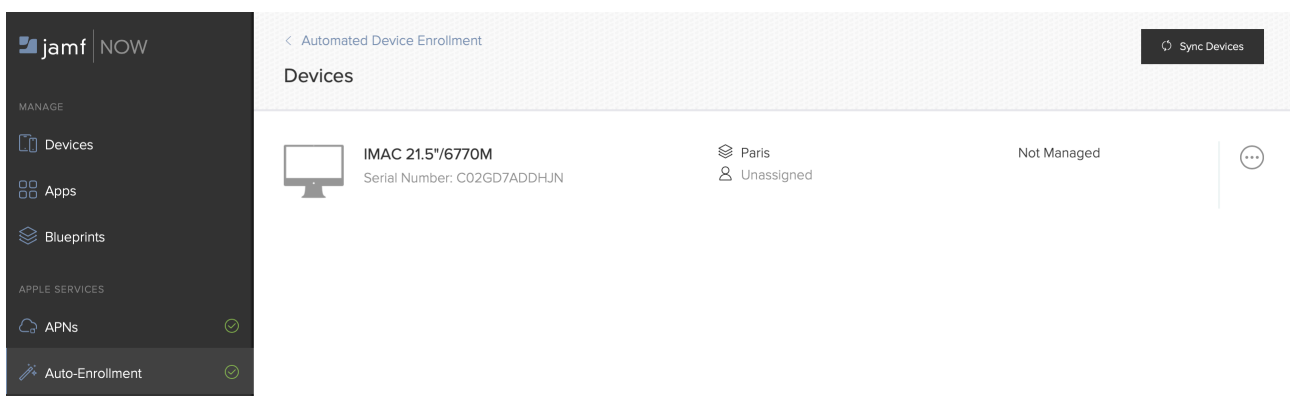 jamf NOW
MANAGE
Devices
Apps
Blueprints
APPLE SERVICES
APNs
Auto-Enrollment
< Automated Device Enrollment
Devices
Sync Devices
IMAC 21.5"/6770M
Serial Number: C02GD7ADDHJN
Paris
Unassigned
Not Managed